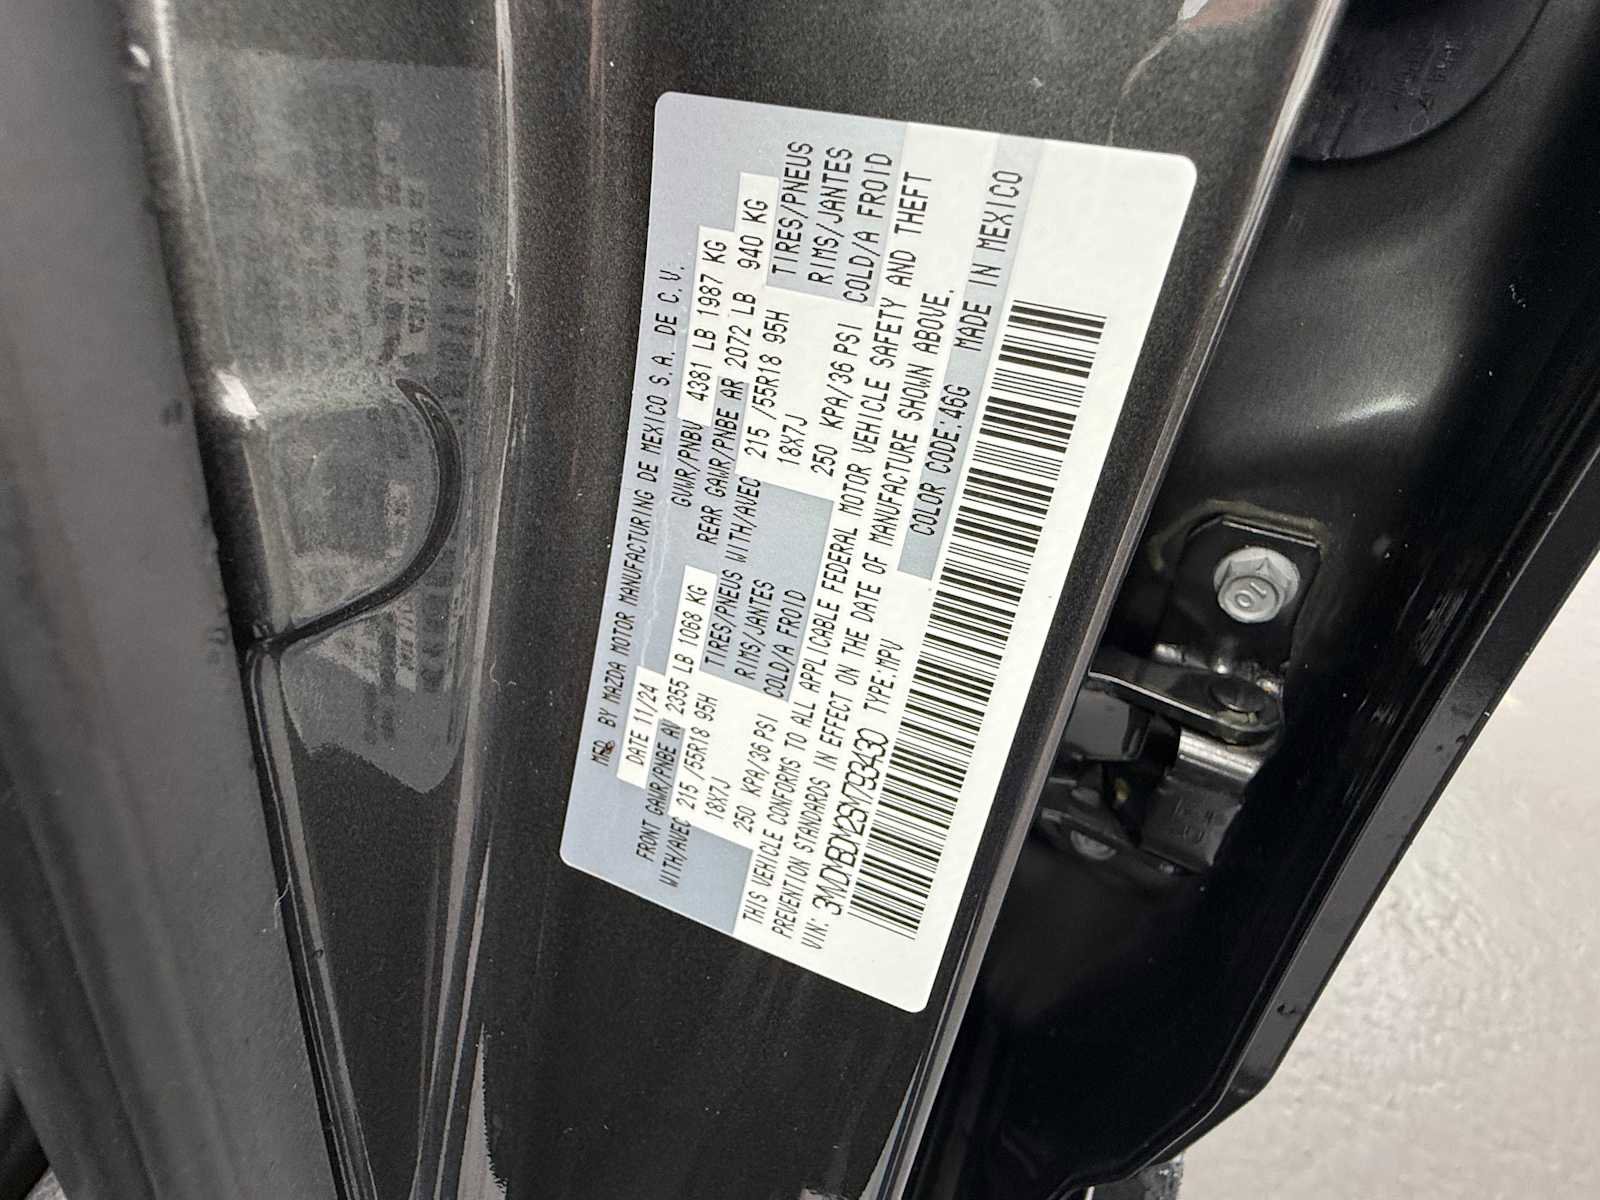 MFD BY MAZDA MOTOR MANUFACTURING DE MEXICO S.A. DE C.V.
DATE 11/24 GVWR/PNBV 4381 LB 1987 KG
FRONT GAWR/PNBE AV 2355 LB 1068 KG REAR GAWR/PNBE AR 2072 LB 940 KG
WITH/AVEC 215 /55R18 95H TIRES/PNEUS WITH/AVEC 215 /55R18 95H TIRES/PNEUS
18X7J RIMS/JANTES 18X7J RIMS/JANTES
250 KPA/36 PSI COLD/A FROID 250 KPA/36 PSI COLD/A FROID
THIS VEHICLE CONFORMS TO ALL APPLICABLE FEDERAL MOTOR VEHICLE SAFETY AND THEFT
PREVENTION STANDARDS IN EFFECT ON THE DATE OF MANUFACTURE SHOWN ABOVE.
VIN: 3MVDMBDM2SM793430 TYPE:MPV COLOR CODE:46G MADE IN MEXICO
10